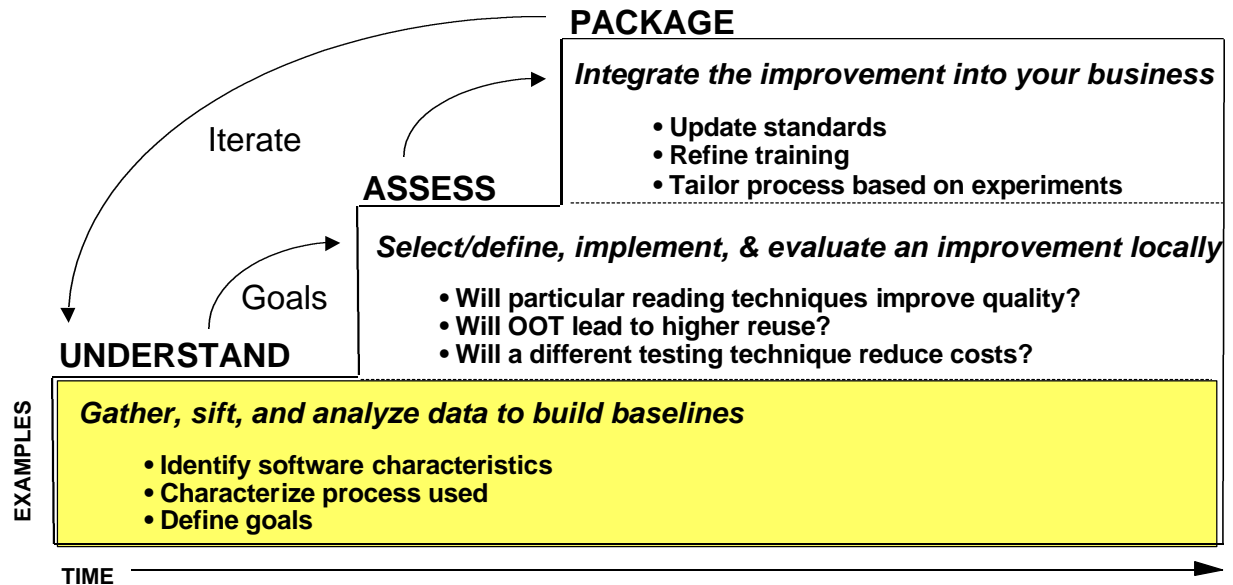 PACKAGE
Integrate the improvement into your business
• Update standards
• Refine training
• Tailor process based on experiments
Iterate
ASSESS
Select/define, implement, & evaluate an improvement locally
• Will particular reading techniques improve quality?
• Will OOT lead to higher reuse?
• Will a different testing technique reduce costs?
Goals
UNDERSTAND
Gather, sift, and analyze data to build baselines
• Identify software characteristics
• Characterize process used
• Define goals
EXAMPLES
TIME